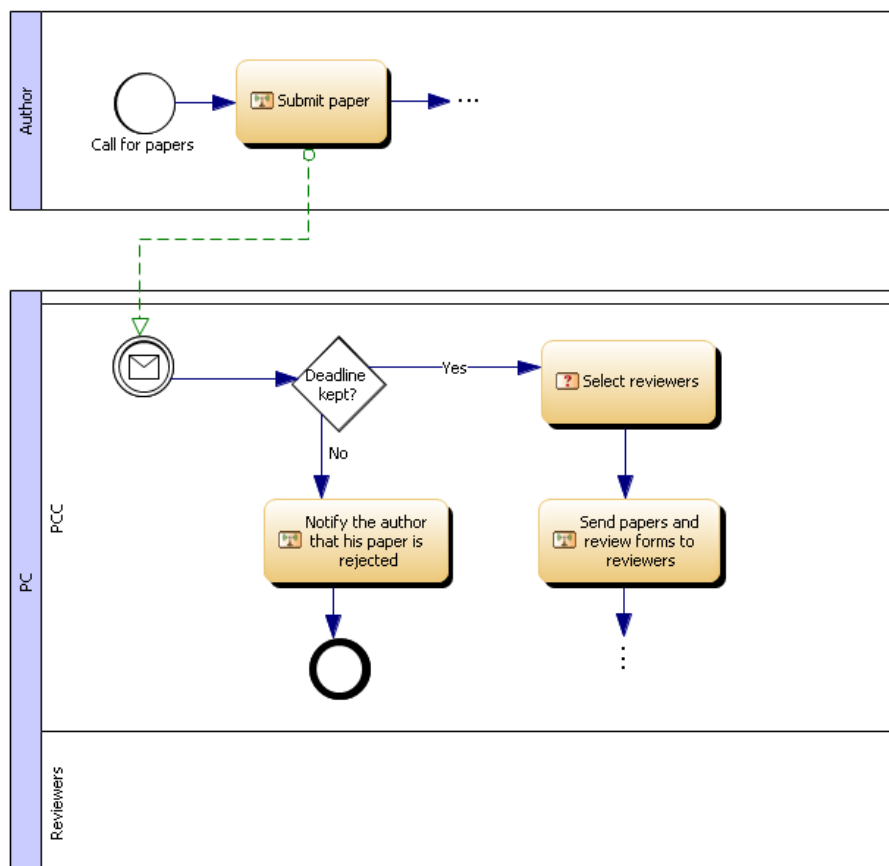 Author
Call for papers
Submit paper
...
PC
PCC
Deadline
kept?
Yes
No
Select reviewers
Notify the author
that his paper is
rejected
Send papers and
review forms to
reviewers
...
Reviewers